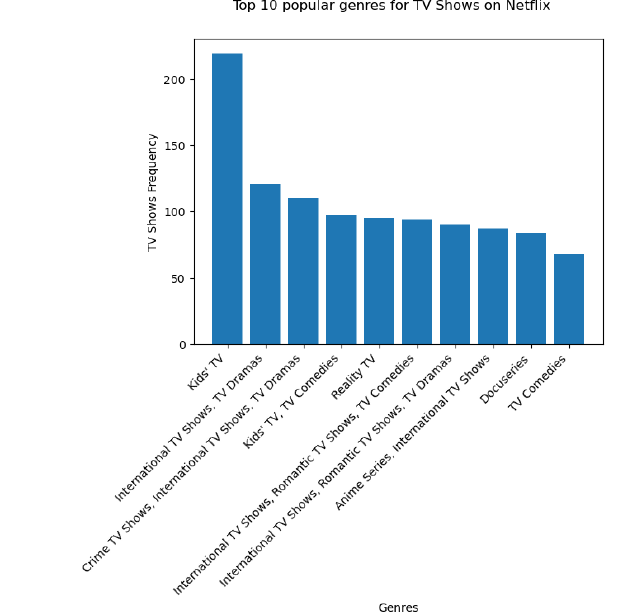 Top 10 popular genres for TV Shows on Netflix
TV Shows Frequency
200
150
100
50
0
Kids' TV
International TV Shows, TV Dramas
Crime TV Shows, International TV Shows, TV Dramas
Kids' TV, TV Comedies
Reality TV
International TV Shows, Romantic TV Shows, TV Comedies
International TV Shows, Romantic TV Shows, TV Dramas
Anime Series, International TV Shows
Docuseries
TV Comedies
Genres